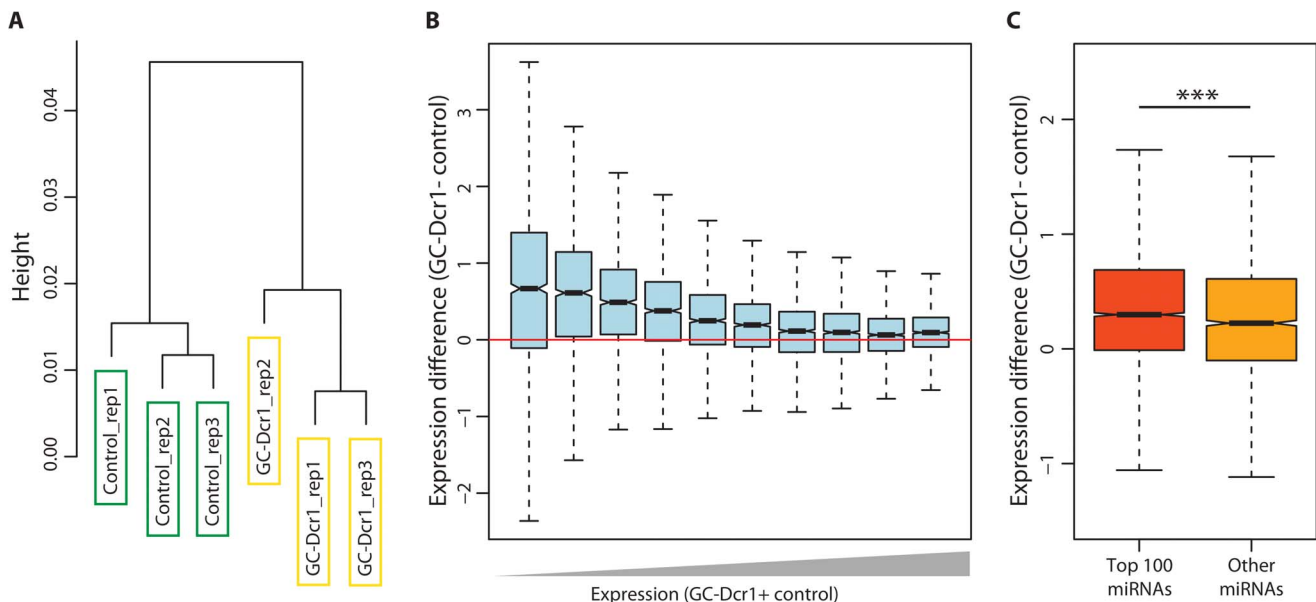 A
Height
0.04
0.03
0.02
0.01
0.00
Control_rep1
Control_rep2
Control_rep3
GC-Dcr1_rep2
GC-Dcr1_rep1
GC-Dcr1_rep3
B
Expression difference (GC-Dcr1- control)
3
2
1
0
−1
−2
Expression (GC-Dcr1+ control)
C
Expression difference (GC-Dcr1- control)
2
1
0
−1
***
Top 100
miRNAs
Other
miRNAs